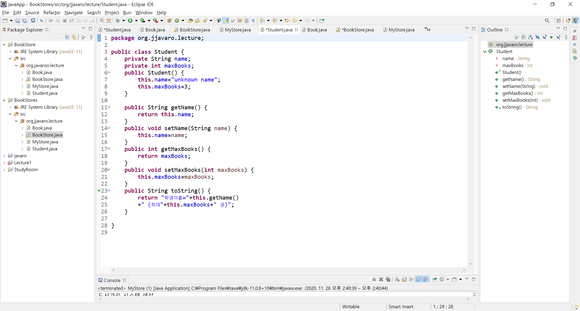 JavaApp - BookStores/src/org/jjavaro/lecture/Student.java - Eclipse IDE
File Edit Source Refactor Navigate Search Project Run Window Help
Package Explorer
BookStore
JRE System Library [JavaSE-11]
src
org.jjavaro.lecture
Book.java
BookStore.java
MyStore.java
Student.java
BookStores
JRE System Library [JavaSE-11]
src
org.jjavaro.lecture
Book.java
BookStore.java
MyStore.java
Student.java
javaro
Lecture1
StudyRoom
*Student.java Book.java BookStore.java MyStore.java *Student.java Book.java *BookStore.java MyStore.java
1 package org.jjavaro.lecture;
2
3 public class Student {
4 private String name;
5 private int maxBooks;
6 public Student() {
7 this.name="unknown name";
8 this.maxBooks=3;
9 }
10
11 public String getName() {
12 return this.name;
13 }
14 public void setName(String name) {
15 this.name=name;
16 }
17 public int getMaxBooks() {
18 return maxBooks;
19 }
20 public void setMaxBooks(int maxBooks) {
21 this.maxBooks=maxBooks;
22 }
23 public String toString() {
24 return "학생이름="+this.getName()
25 +" (최대"+this.maxBooks+" 권)";
26 }
27
28 }
29
Outline
org.jjavaro.lecture
Student
name : String
maxBooks : int
Student()
getName() : String
setName(String) : void
getMaxBooks() : int
setMaxBooks(int) : void
toString() : String
Console
<terminated> MyStore (1) [Java Application] C:\Program Files\Java\jdk-11.0.8+10\bin\javaw.exe (2020. 11. 26 오후 2:40:39 – 오후 2:40:44)
Writable Smart Insert 1 : 29 : 28